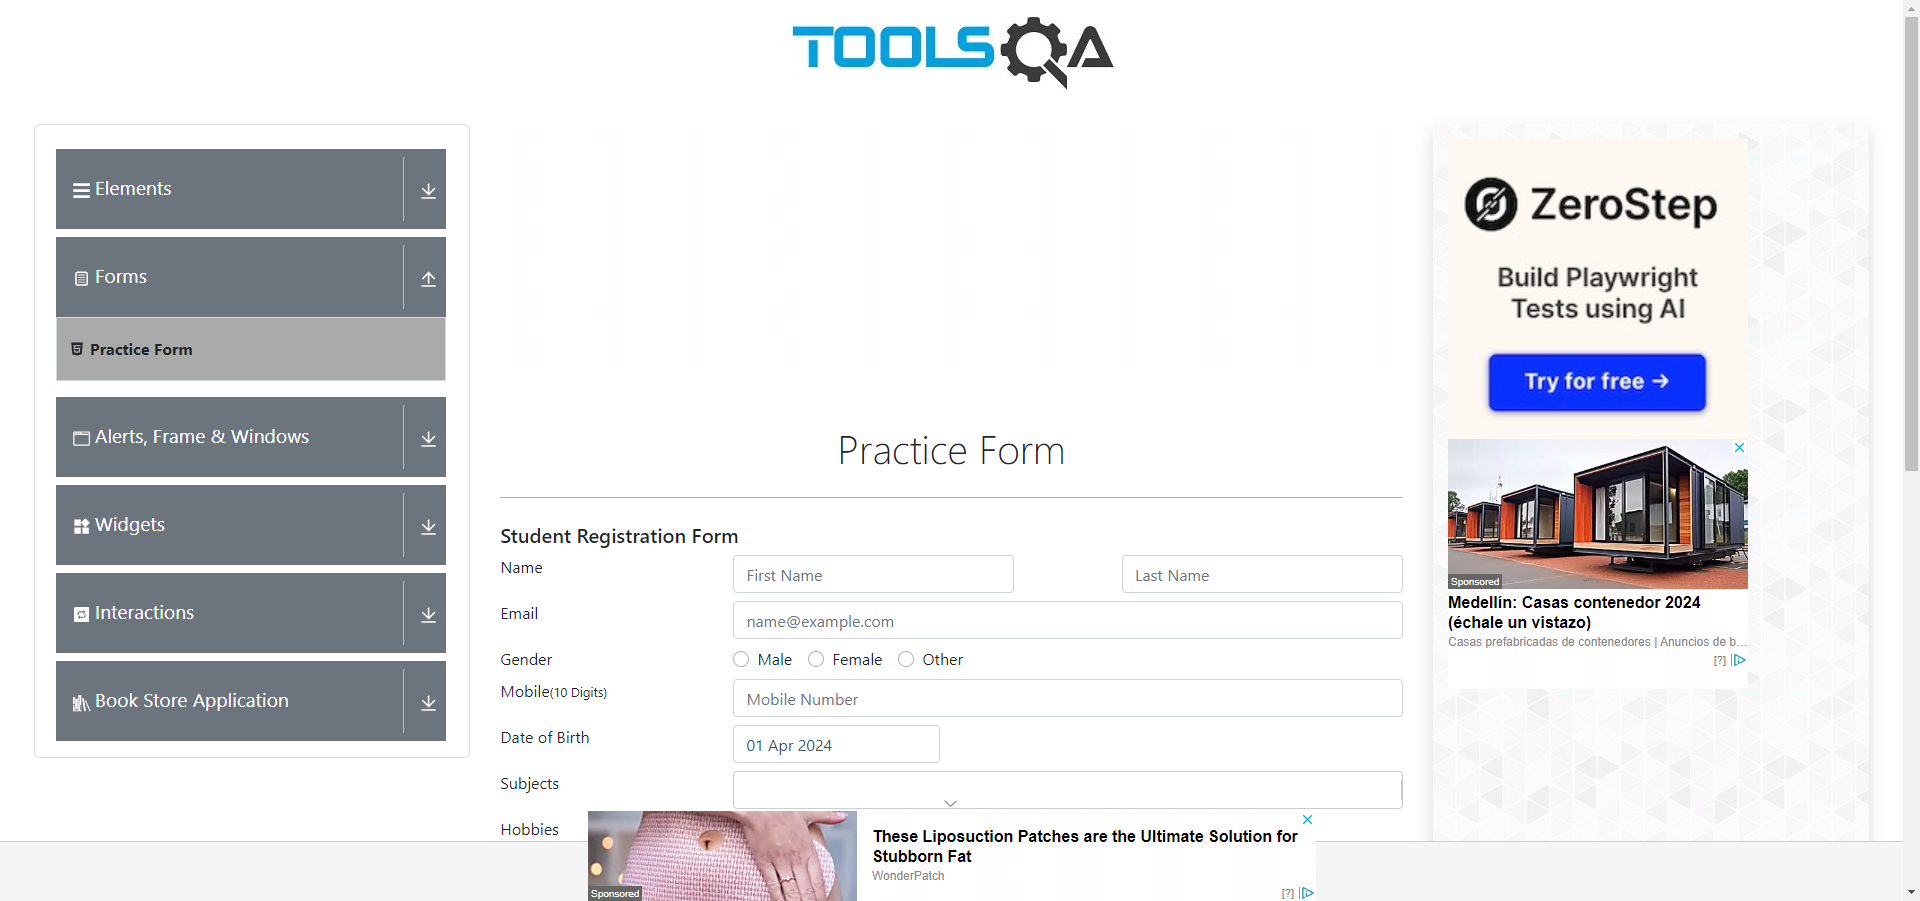 TOOLSQA
Elements
Forms
Practice Form
Alerts, Frame & Windows
Widgets
Interactions
Book Store Application
Practice Form
Student Registration Form
Name
First Name
Last Name
Email
name@example.com
Gender
Male
Female
Other
Mobile(10 Digits)
Mobile Number
Date of Birth
01 Apr 2024
Subjects
Hobbies
Sponsored
These Liposuction Patches are the Ultimate Solution for
Stubborn Fat
WonderPatch
[?]
ZeroStep
Build Playwright
Tests using AI
Try for free →
Sponsored
Medellín: Casas contenedor 2024
(échale un vistazo)
Casas prefabricadas de contenedores | Anuncios de b...
[?]